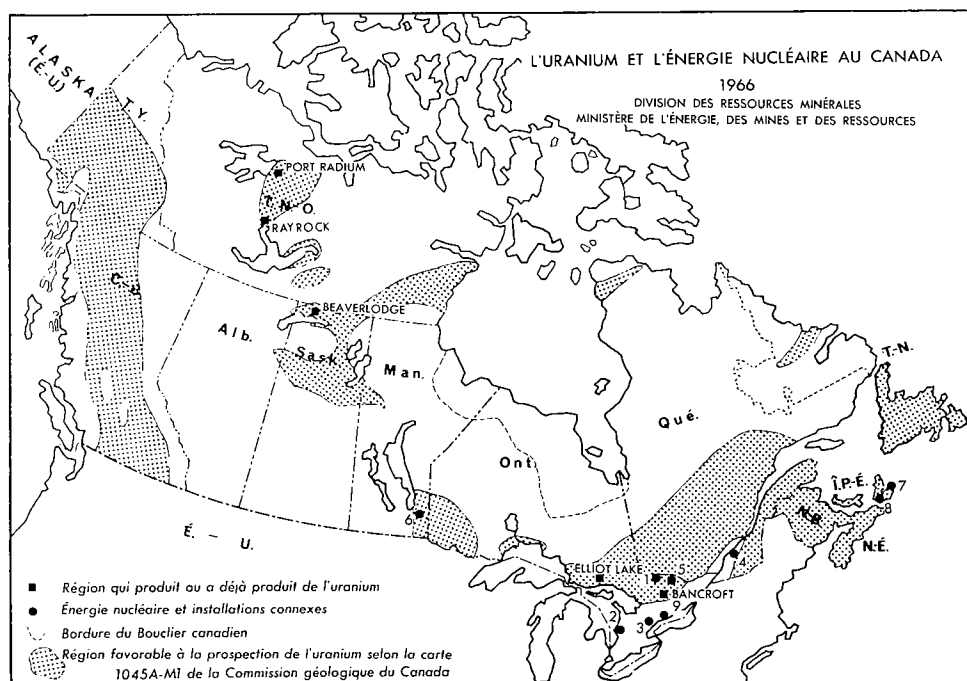 L'URANIUM ET L'ÉNERGIE NUCLÉAIRE AU CANADA
1966
DIVISION DES RESSOURCES MINÉRALES
MINISTÈRE DE L'ÉNERGIE, DES MINES ET DES RESSOURCES
ALASKA
(É-U)
T.Y.
PORT RADIUM
T.N-O.
RAYROCK
C.-B.
BEAVERLODGE
Alb.
Sask.
Man.
Ont.
Qué.
T.-N.
Î.P.-É.
N.-B.
N.-É.
É. – U.
6
7
8
4
ELLIOT LAKE
1
5
BANCROFT
2
3
9
Région qui produit ou a déjà produit de l'uranium
Énergie nucléaire et installations connexes
Bordure du Bouclier canadien
Région favorable à la prospection de l'uranium selon la carte
1045A-M1 de la Commission géologique du Canada